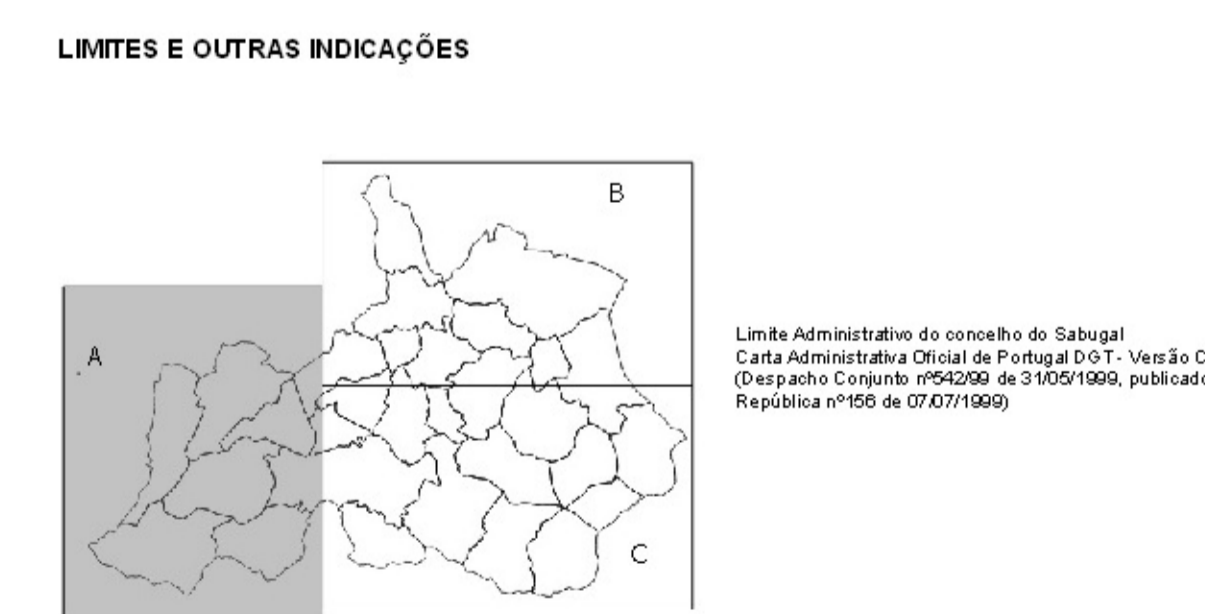 LIMITES E OUTRAS INDICAÇÕES
B
A
Limite Administrativo do concelho do Sabugal
Carta Administrativa Oficial de Portugal DGT - Versão C
(Despacho Conjunto nº542/99 de 31/05/1999, publicado
República nº156 de 07/07/1999)
C